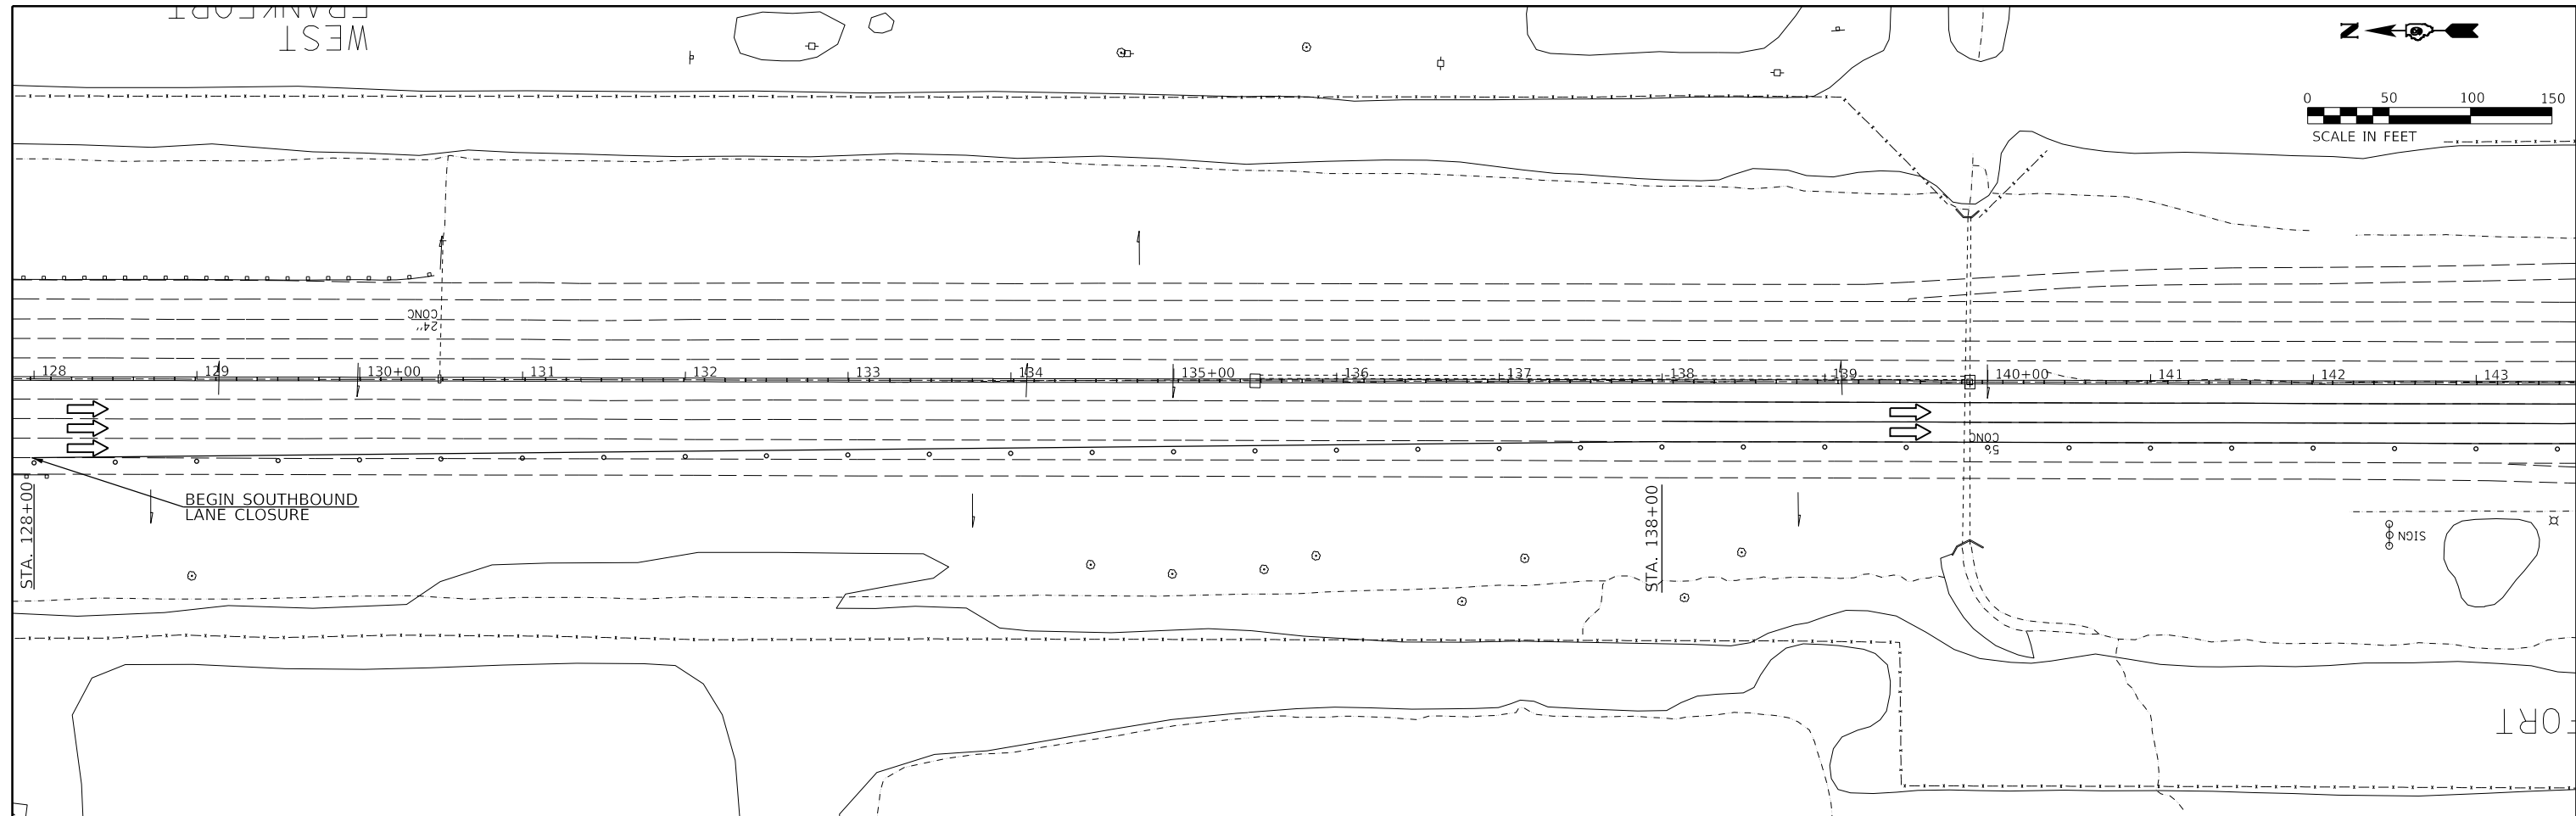 WEST
FRANKFORT
N
0 50 100 150
SCALE IN FEET
24"
CONC
128 129 130+00 131 132 133 134 135+00 136 137 138 139 140+00 141 142 143
5'
CONC
BEGIN SOUTHBOUND
LANE CLOSURE
STA. 128+00
STA. 138+00
SIGN
ORT